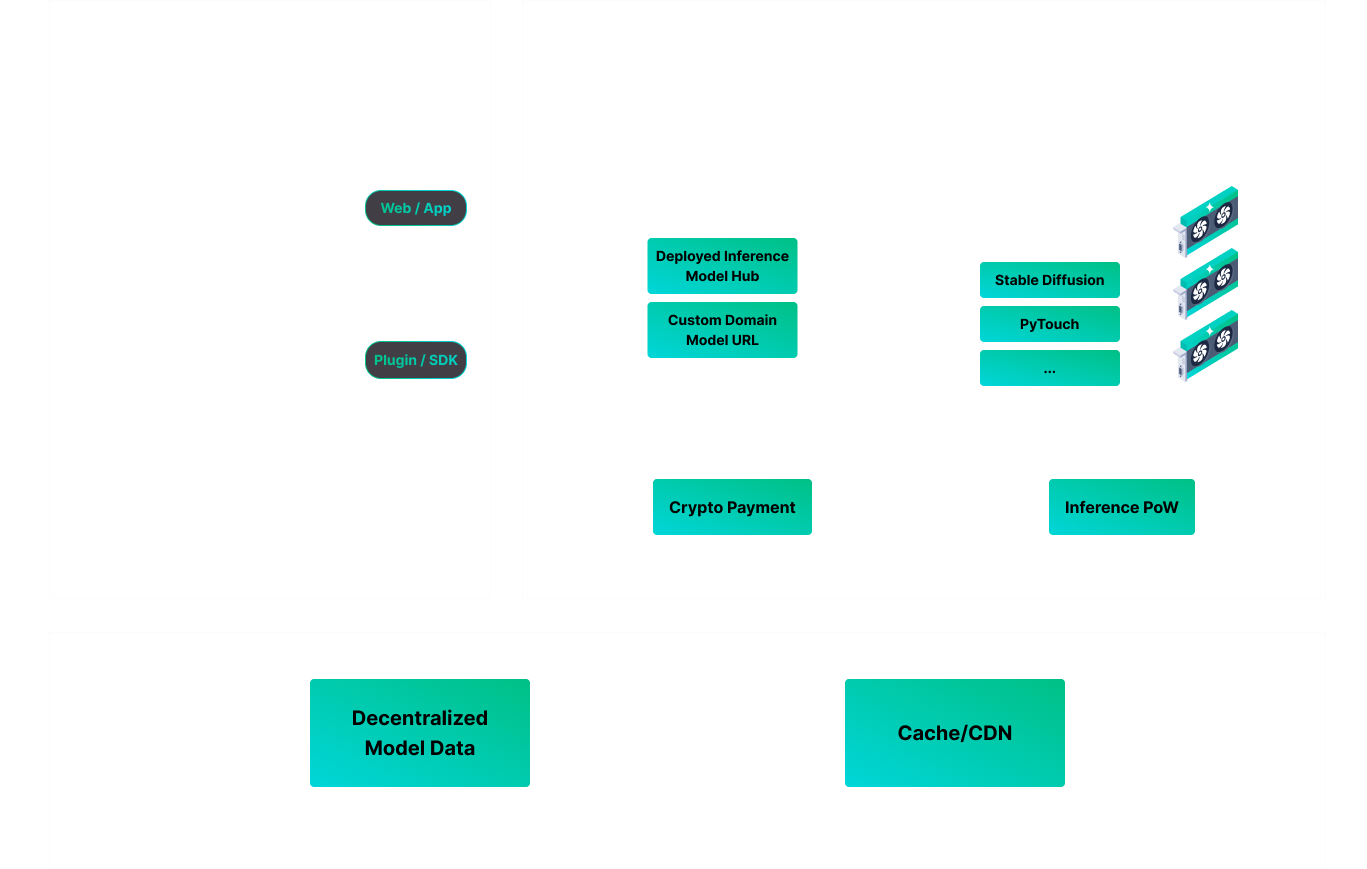 Web / App
Plugin / SDK
Deployed Inference
Model Hub
Custom Domain
Model URL
Stable Diffusion
PyTouch
...
Crypto Payment
Inference PoW
Decentralized
Model Data
Cache/CDN